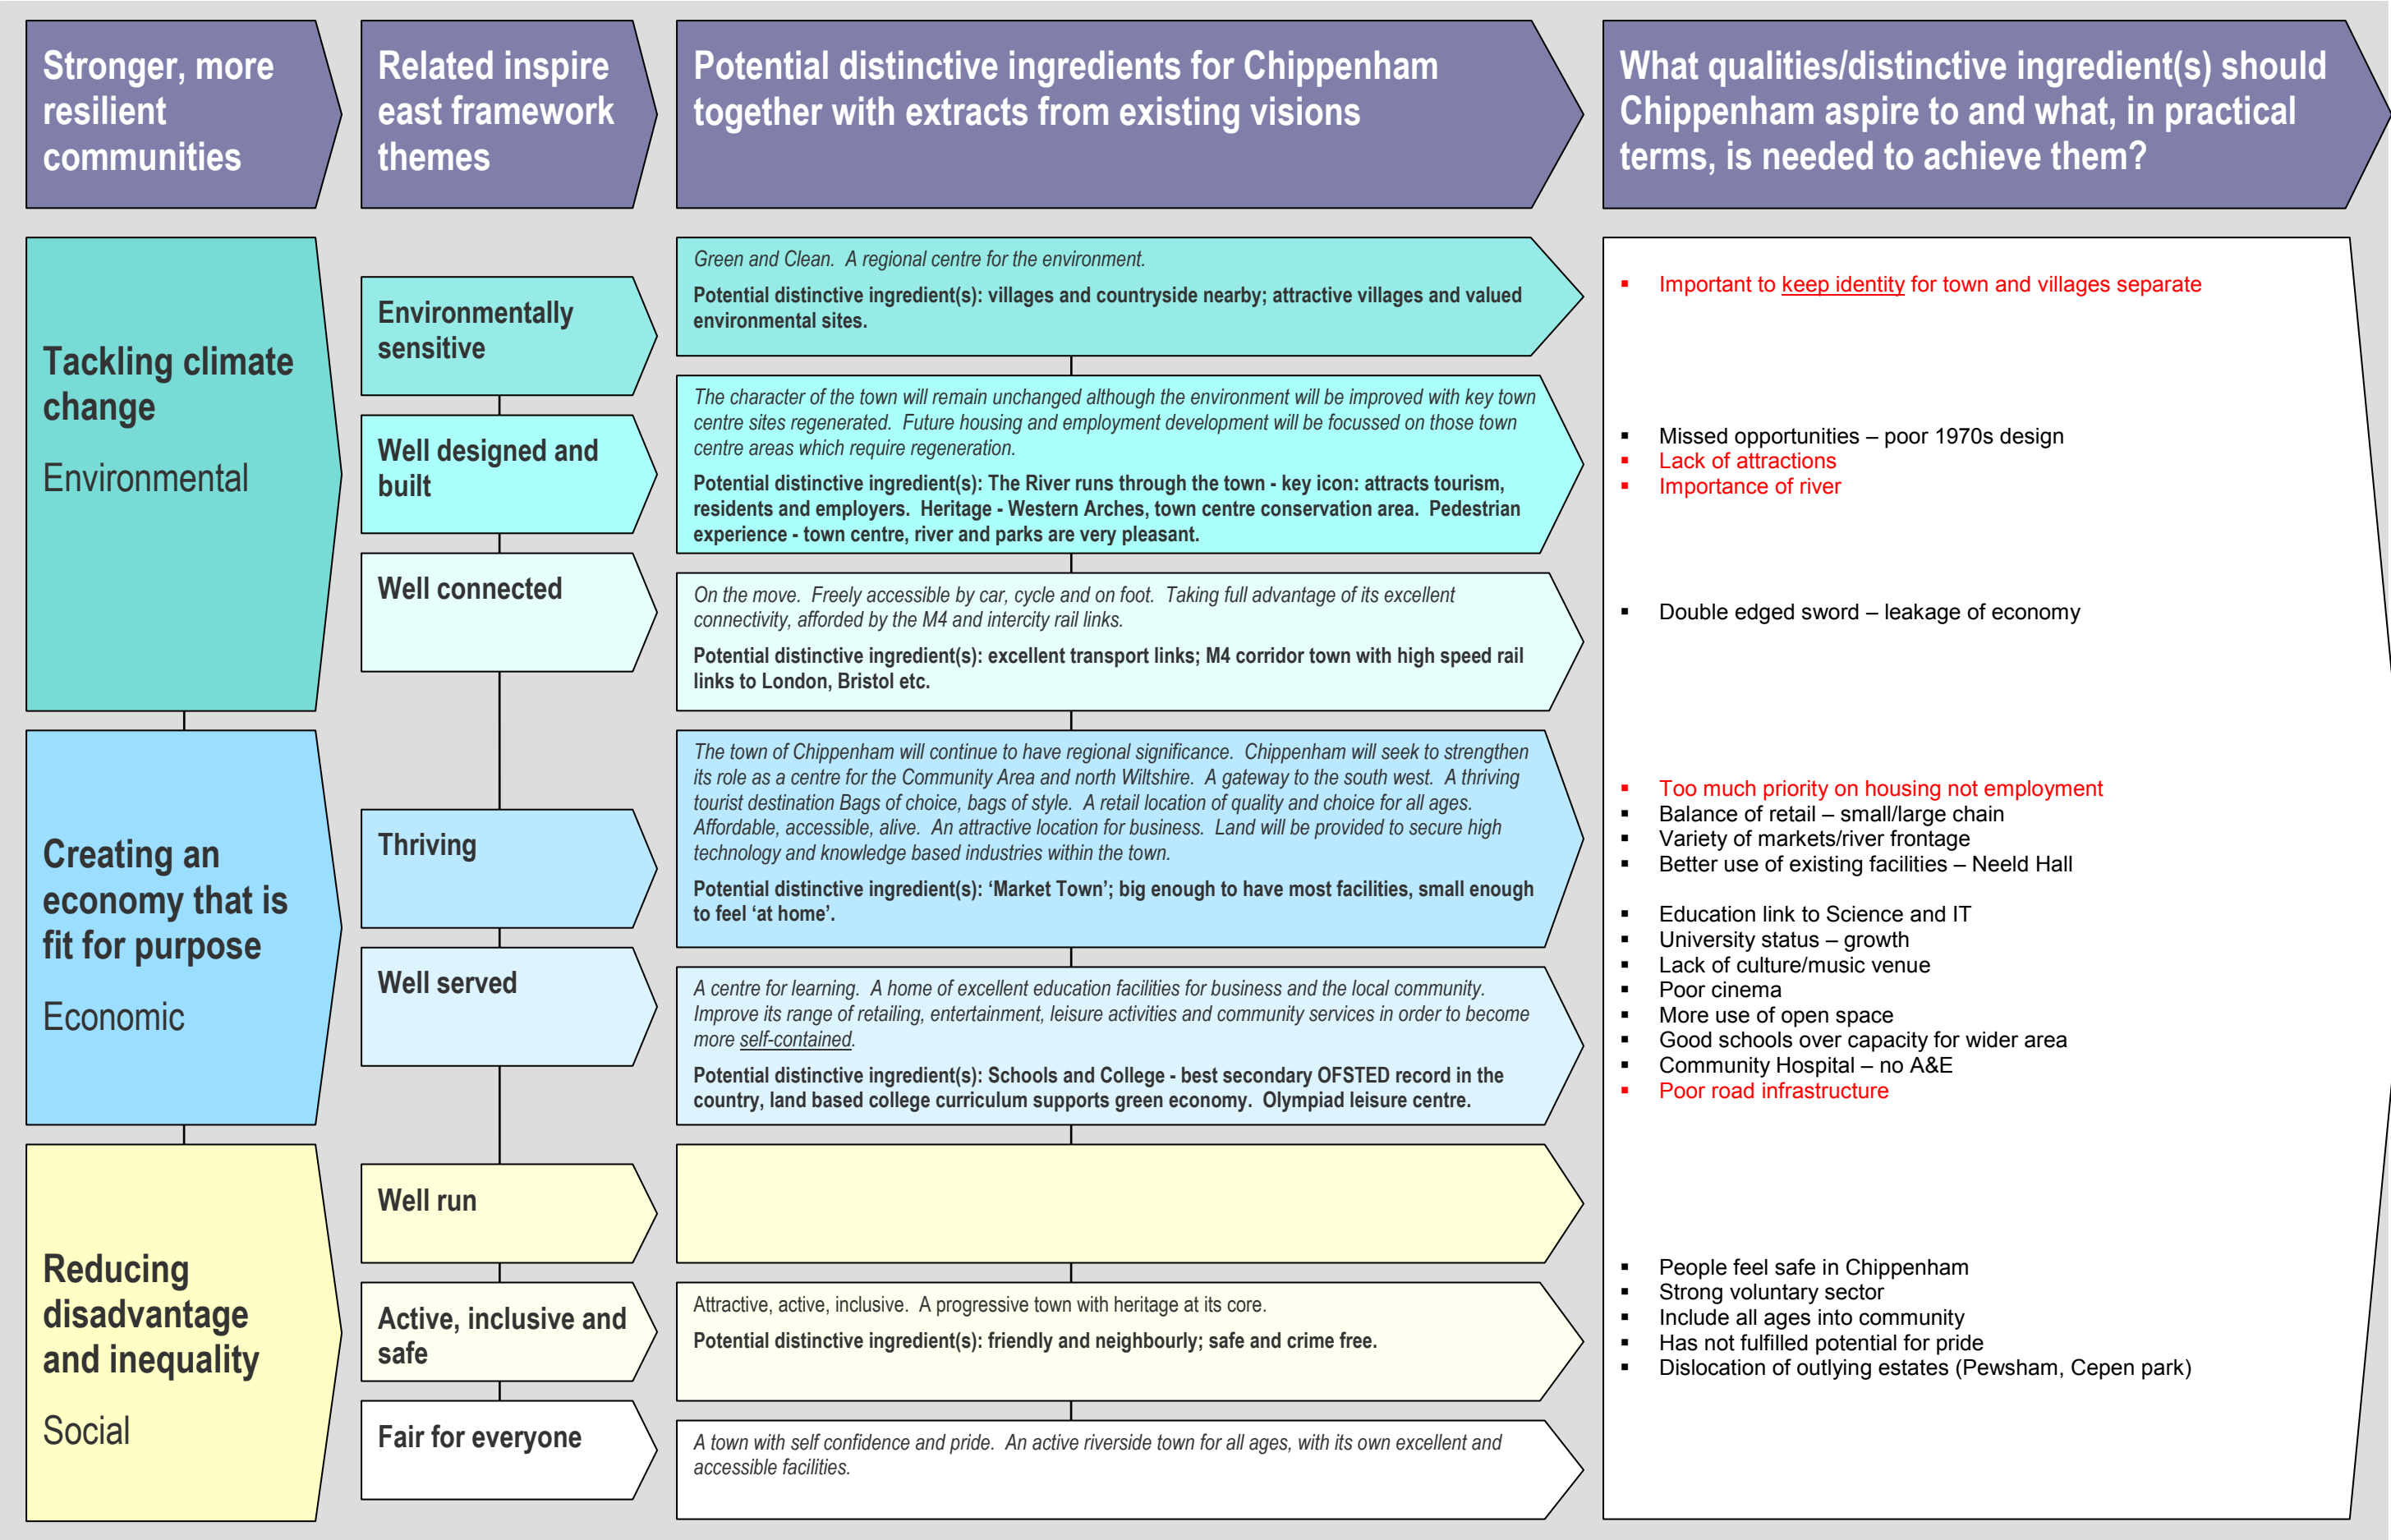 Stronger, more
resilient
communities
Related inspire
east framework
themes
Potential distinctive ingredients for Chippenham
together with extracts from existing visions
What qualities/distinctive ingredient(s) should
Chippenham aspire to and what, in practical
terms, is needed to achieve them?
Tackling climate
change
Environmental
Environmentally
sensitive
Green and Clean. A regional centre for the environment.
Potential distinctive ingredient(s): villages and countryside nearby; attractive villages and valued
environmental sites.
Well designed and
built
The character of the town will remain unchanged although the environment will be improved with key town
centre sites regenerated. Future housing and employment development will be focussed on those town
centre areas which require regeneration.
Potential distinctive ingredient(s): The River runs through the town - key icon: attracts tourism,
residents and employers. Heritage - Western Arches, town centre conservation area. Pedestrian
experience - town centre, river and parks are very pleasant.
Well connected
On the move. Freely accessible by car, cycle and on foot. Taking full advantage of its excellent
connectivity, afforded by the M4 and intercity rail links.
Potential distinctive ingredient(s): excellent transport links; M4 corridor town with high speed rail
links to London, Bristol etc.
Creating an
economy that is
fit for purpose
Economic
Thriving
The town of Chippenham will continue to have regional significance. Chippenham will seek to strengthen
its role as a centre for the Community Area and north Wiltshire. A gateway to the south west. A thriving
tourist destination Bags of choice, bags of style. A retail location of quality and choice for all ages.
Affordable, accessible, alive. An attractive location for business. Land will be provided to secure high
technology and knowledge based industries within the town.
Potential distinctive ingredient(s): ‘Market Town’; big enough to have most facilities, small enough
to feel ‘at home’.
Well served
A centre for learning. A home of excellent education facilities for business and the local community.
Improve its range of retailing, entertainment, leisure activities and community services in order to become
more self-contained.
Potential distinctive ingredient(s): Schools and College - best secondary OFSTED record in the
country, land based college curriculum supports green economy. Olympiad leisure centre.
Reducing
disadvantage
and inequality
Social
Well run
Active, inclusive and
safe
Attractive, active, inclusive. A progressive town with heritage at its core.
Potential distinctive ingredient(s): friendly and neighbourly; safe and crime free.
Fair for everyone
A town with self confidence and pride. An active riverside town for all ages, with its own excellent and
accessible facilities.
▪ Important to keep identity for town and villages separate
▪ Missed opportunities – poor 1970s design
▪ Lack of attractions
▪ Importance of river
▪ Double edged sword – leakage of economy
▪ Too much priority on housing not employment
▪ Balance of retail – small/large chain
▪ Variety of markets/river frontage
▪ Better use of existing facilities – Neeld Hall
▪ Education link to Science and IT
▪ University status – growth
▪ Lack of culture/music venue
▪ Poor cinema
▪ More use of open space
▪ Good schools over capacity for wider area
▪ Community Hospital – no A&E
▪ Poor road infrastructure
▪ People feel safe in Chippenham
▪ Strong voluntary sector
▪ Include all ages into community
▪ Has not fulfilled potential for pride
▪ Dislocation of outlying estates (Pewsham, Cepen park)